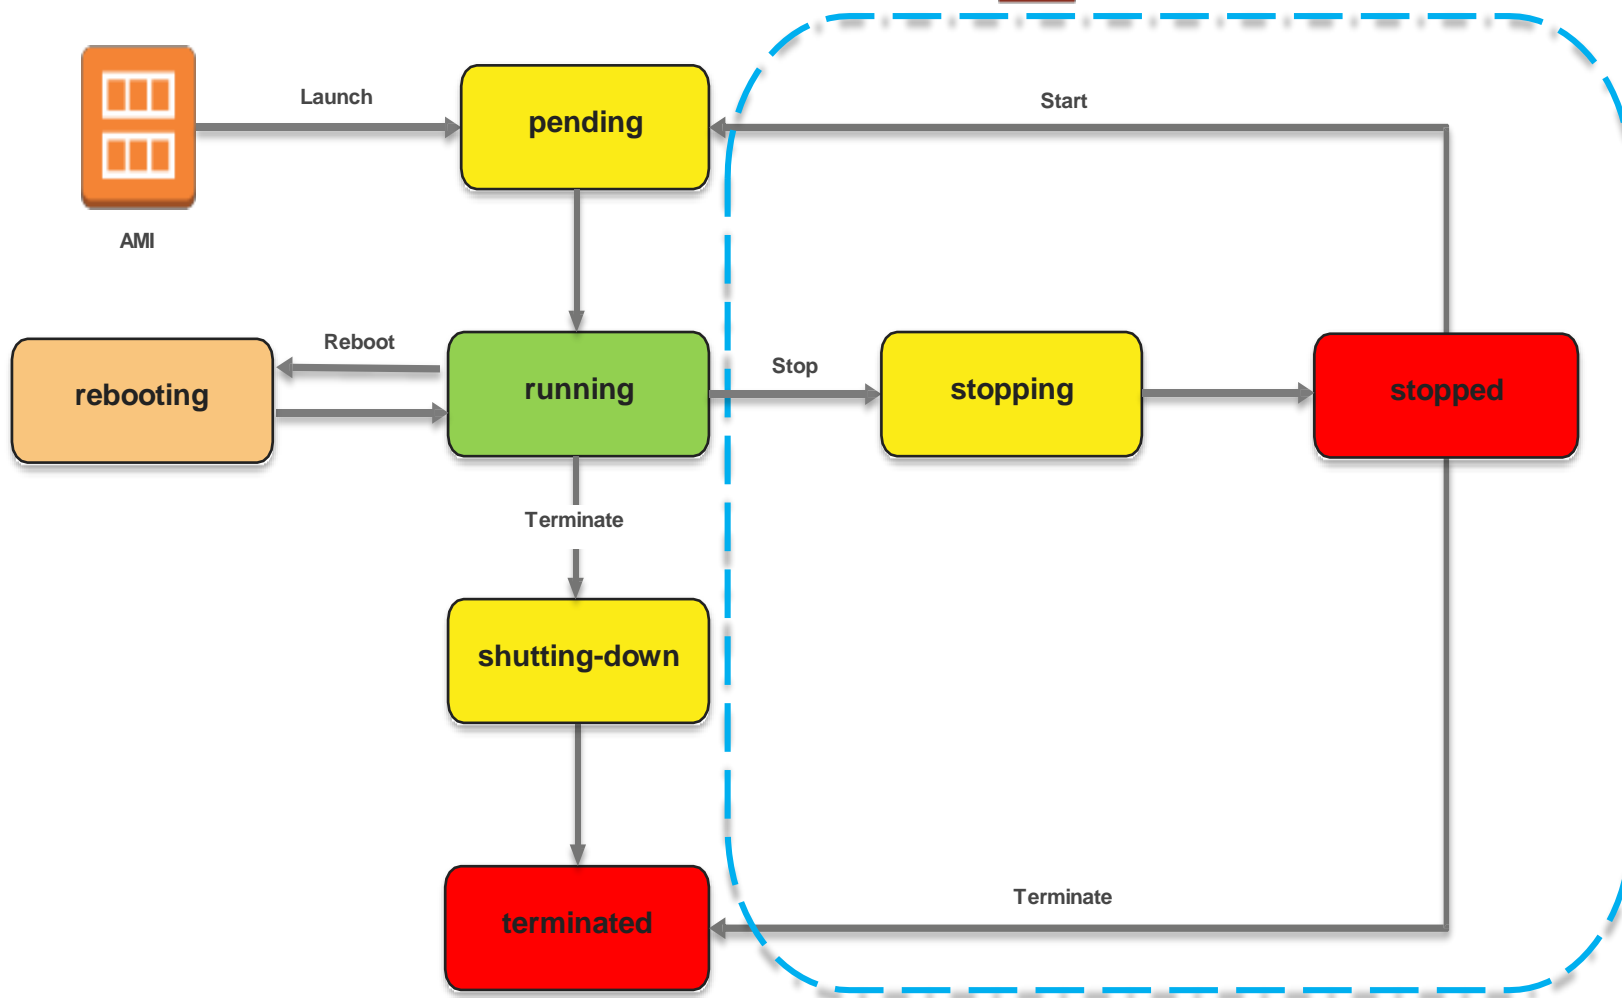 Launch
pending
Start
AMI
Reboot
rebooting
running
Stop
stopping
stopped
Terminate
shutting-down
terminated
Terminate